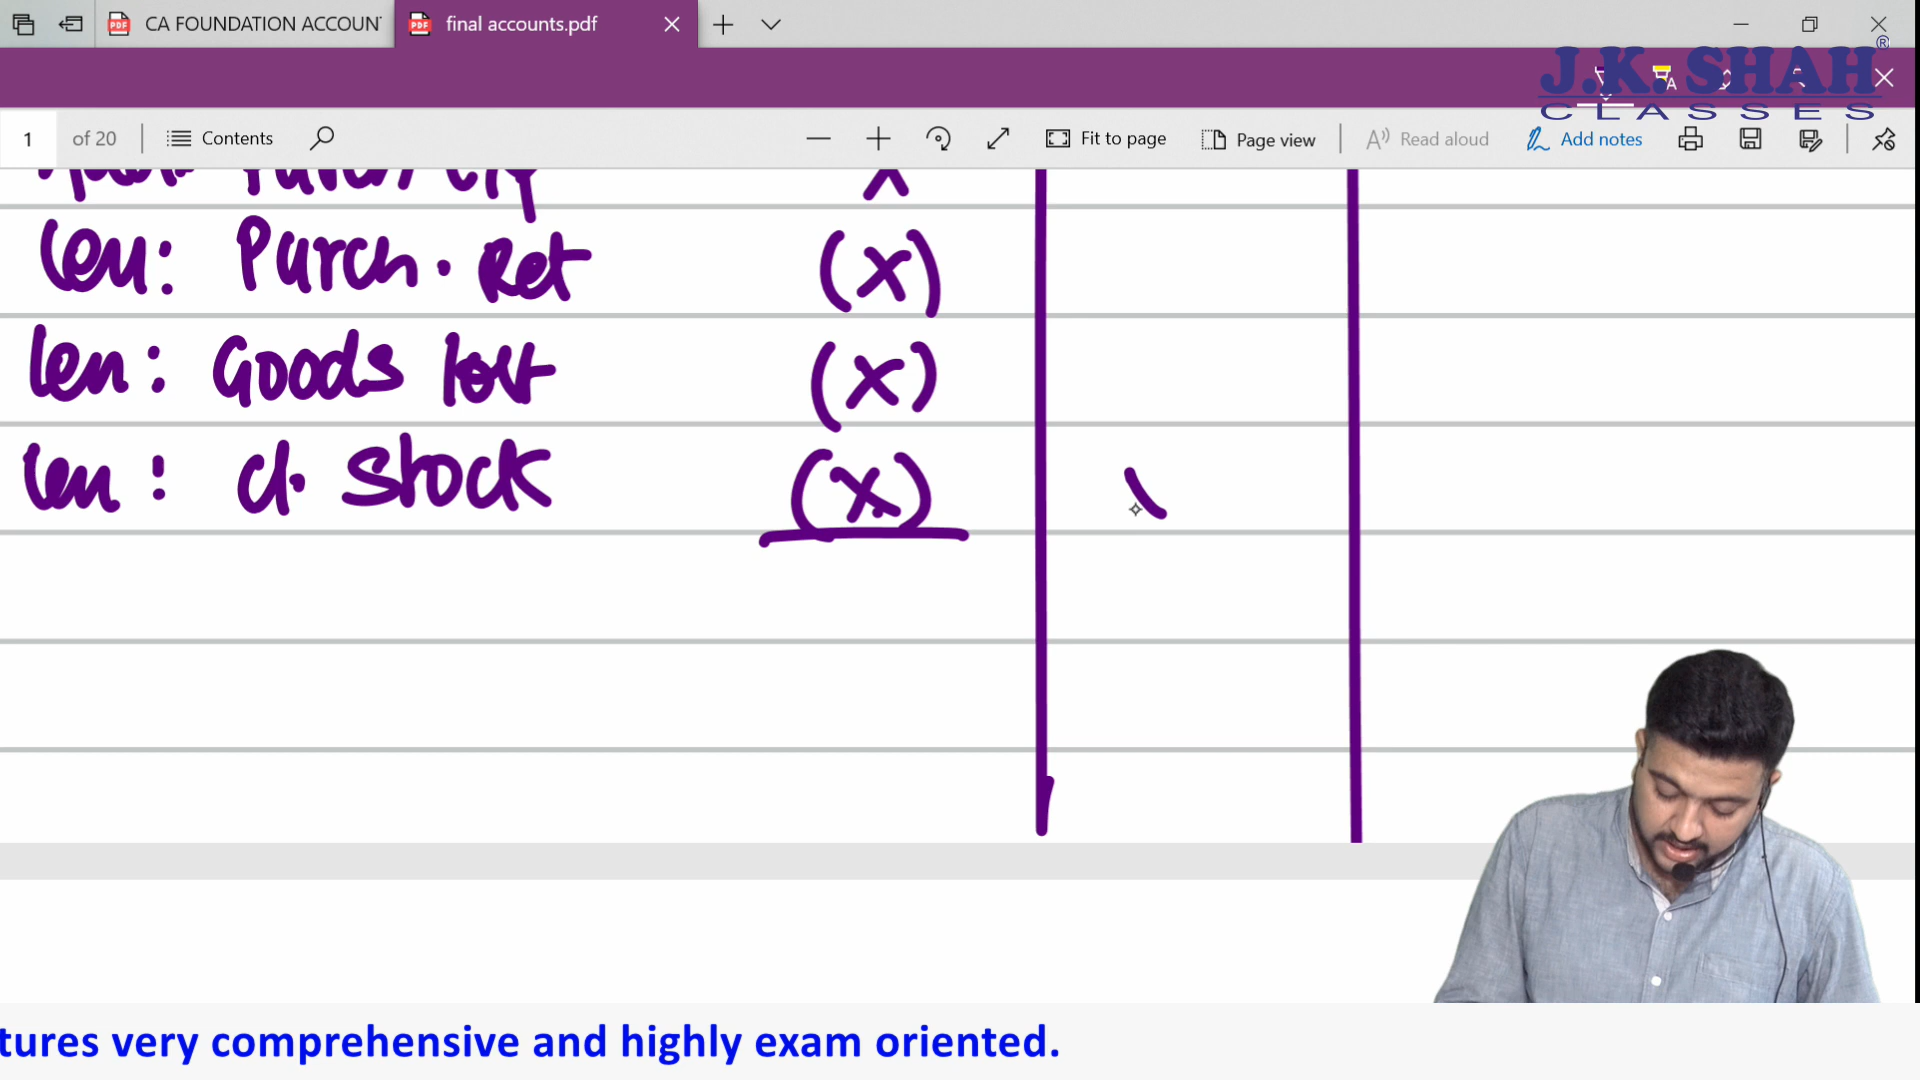 CA FOUNDATION ACCOUN
final accounts.pdf
J.K. SHAH®
CLASSES
1 of 20 Contents Fit to page Page view Read aloud Add notes
Purch x
Less: Purch. Ret (x)
Less: Goods lost (x)
Less: Cl. Stock (x)
tures very comprehensive and highly exam oriented.